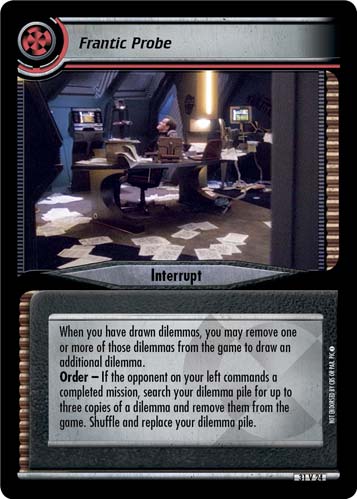 Frantic Probe
Interrupt
When you have drawn dilemmas, you may remove one
or more of those dilemmas from the game to draw an
additional dilemma.
Order – If the opponent on your left commands a
completed mission, search your dilemma pile for up to
three copies of a dilemma and remove them from the
game. Shuffle and replace your dilemma pile.
NOT ENDORSED BY CBS OR PAR. PIC.
31 V 24